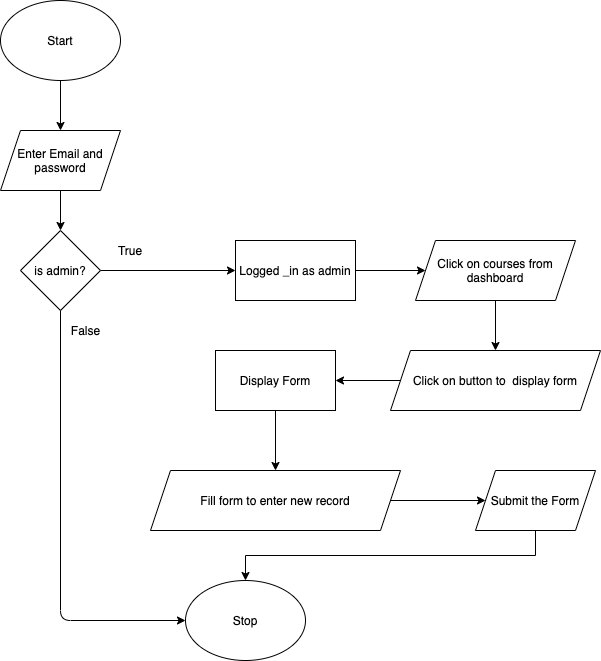 Start
Enter Email and
password
is admin?
True
Logged _in as admin
Click on courses from
dashboard
False
Click on button to  display form
Display Form
Fill form to enter new record
Submit the Form
Stop